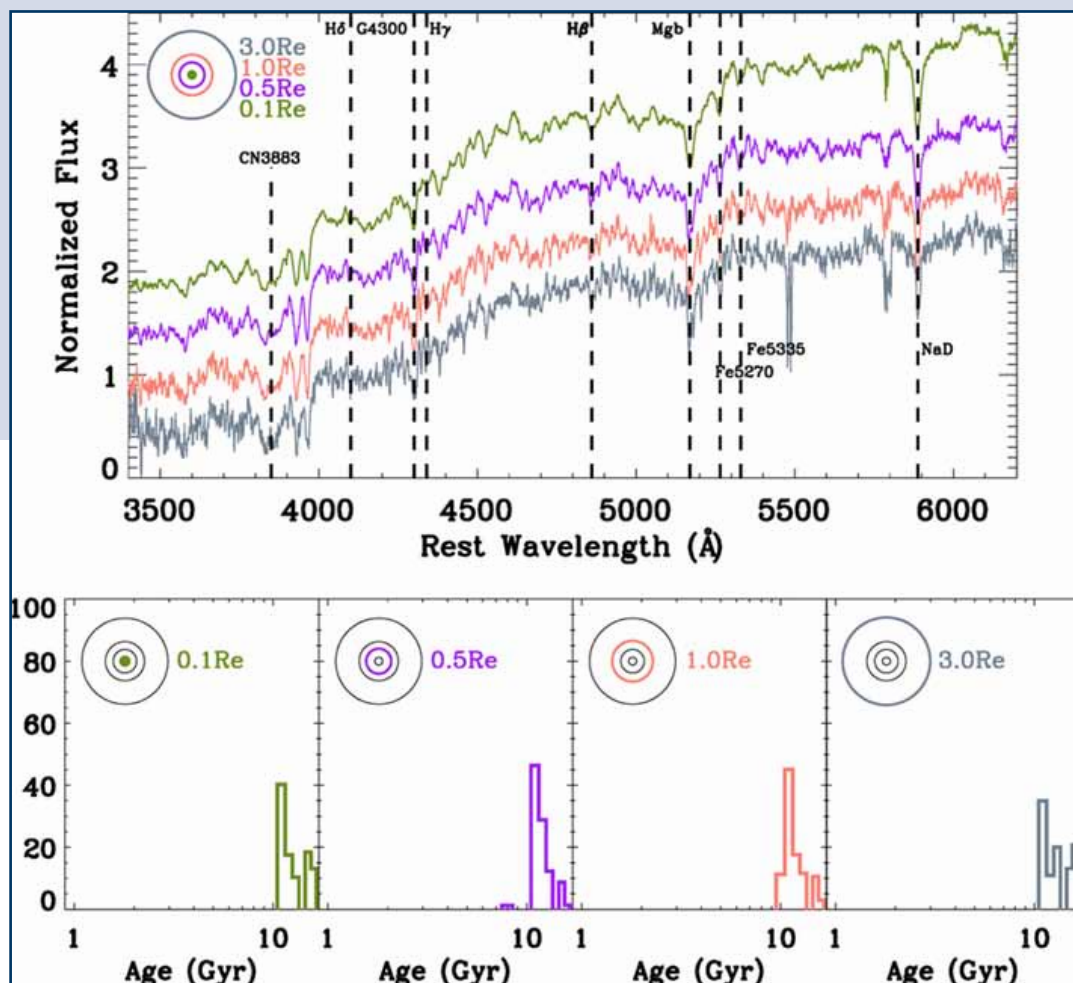 Hδ G4300 Hγ Hβ Mgb
3.0Re
1.0Re
0.5Re
0.1Re
CN3883
Fe5335
NaD
Fe5270
Normalized Flux
4
3
2
1
0
3500 4000 4500 5000 5500 6000
Rest Wavelength (Å)
100
80
60
40
20
0
0.1Re 0.5Re 1.0Re 3.0Re
1 10 1 10 1 10 1 10
Age (Gyr) Age (Gyr) Age (Gyr) Age (Gyr)